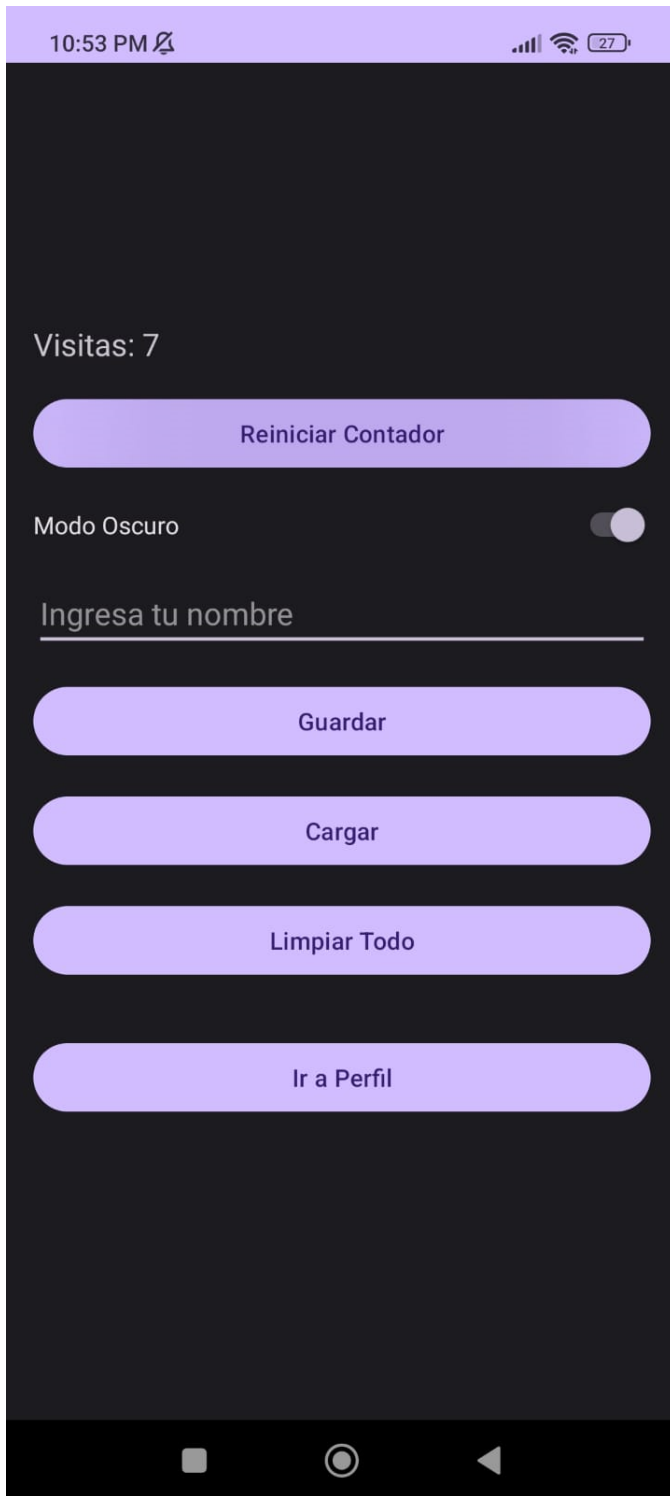 10:53 PM 27
Visitas: 7
Reiniciar Contador
Modo Oscuro
Ingresa tu nombre
Guardar
Cargar
Limpiar Todo
Ir a Perfil